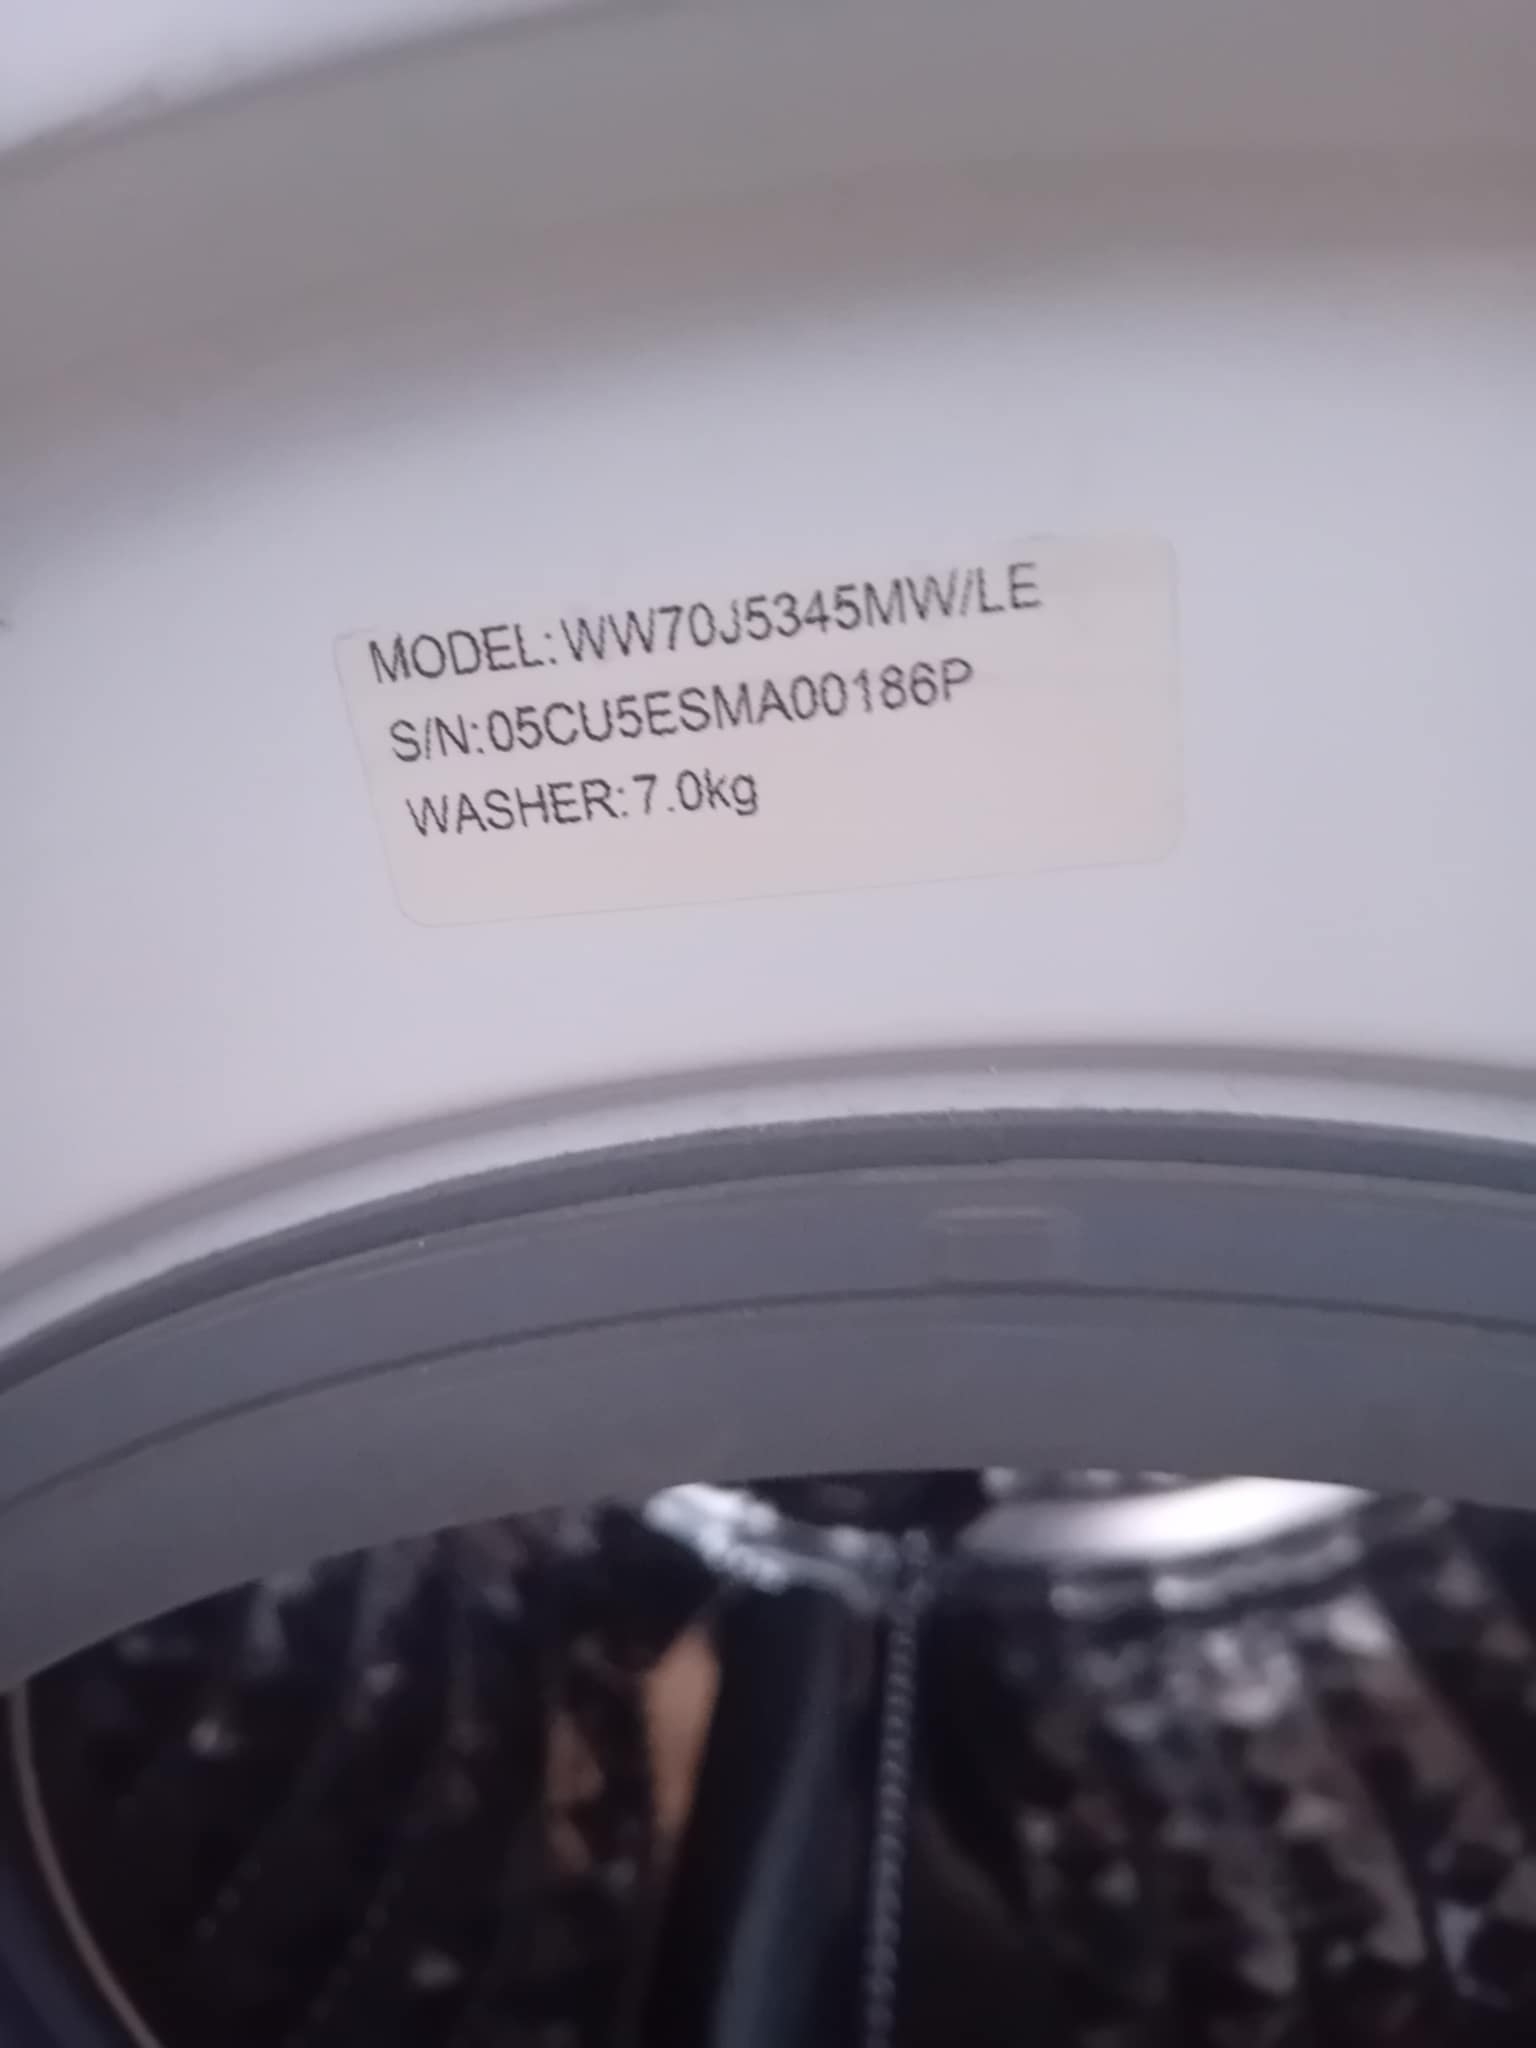 MODEL:WW70J5345MW/LE
S/N:05CU5ESMA00186P
WASHER:7.0kg